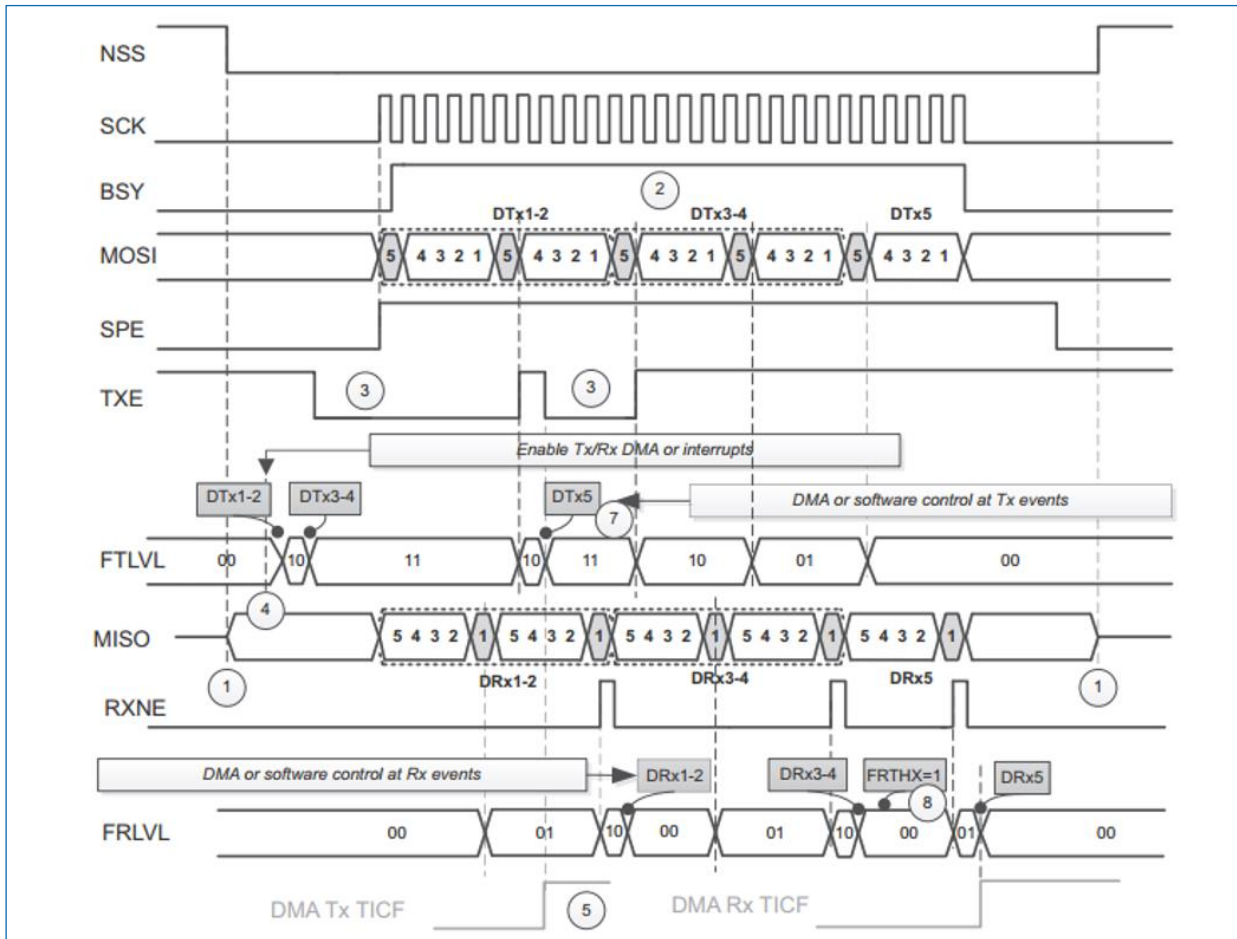 NSS
SCK
BSY
2
DTx1-2 DTx3-4 DTx5
MOSI 5 4 3 2 1 5 4 3 2 1 5 4 3 2 1 5 4 3 2 1 5 4 3 2 1
SPE
TXE 3 3
Enable Tx/Rx DMA or interrupts
DTx1-2 DTx3-4 DTx5 DMA or software control at Tx events
7
FTLVL 00 10 11 10 11 10 01 00
4
MISO 5 4 3 2 1 5 4 3 2 1 5 4 3 2 1 5 4 3 2 1 5 4 3 2 1
1 DRx1-2 DRx3-4 DRx5 1
RXNE
DMA or software control at Rx events DRx1-2 DRx3-4 FRTHX=1 DRx5
8
FRLVL 00 01 10 00 01 10 00 01 00
DMA Tx TICF 5 DMA Rx TICF